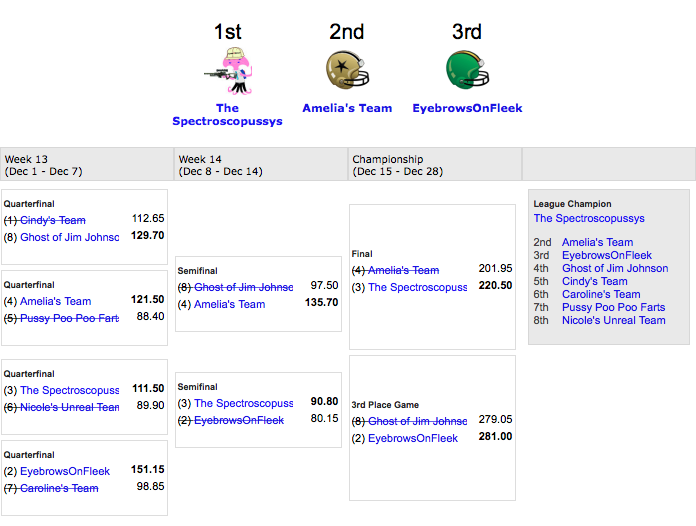 1st
2nd
3rd
The
Spectroscopussys
Amelia's Team
EyebrowsOnFleek
Week 13
(Dec 1 - Dec 7)
Week 14
(Dec 8 - Dec 14)
Championship
(Dec 15 - Dec 28)
Quarterfinal
(1) Cindy's Team 112.65
(8) Ghost of Jim Johnsc 129.70
Quarterfinal
(4) Amelia's Team 121.50
(5) Pussy Poo Poo Farts 88.40
Quarterfinal
(3) The Spectroscopuss 111.50
(6) Nicole's Unreal Tean 89.90
Quarterfinal
(2) EyebrowsOnFleek 151.15
(7) Caroline's Team 98.85
Semifinal
(8) Ghost of Jim Johnsc 97.50
(4) Amelia's Team 135.70
Semifinal
(3) The Spectroscopuss 90.80
(2) EyebrowsOnFleek 80.15
Final
(4) Amelia's Team 201.95
(3) The Spectroscopuss 220.50
3rd Place Game
(8) Ghost of Jim Johnsc 279.05
(2) EyebrowsOnFleek 281.00
League Champion
The Spectroscopussys
2nd Amelia's Team
3rd EyebrowsOnFleek
4th Ghost of Jim Johnson
5th Cindy's Team
6th Caroline's Team
7th Pussy Poo Poo Farts
8th Nicole's Unreal Team